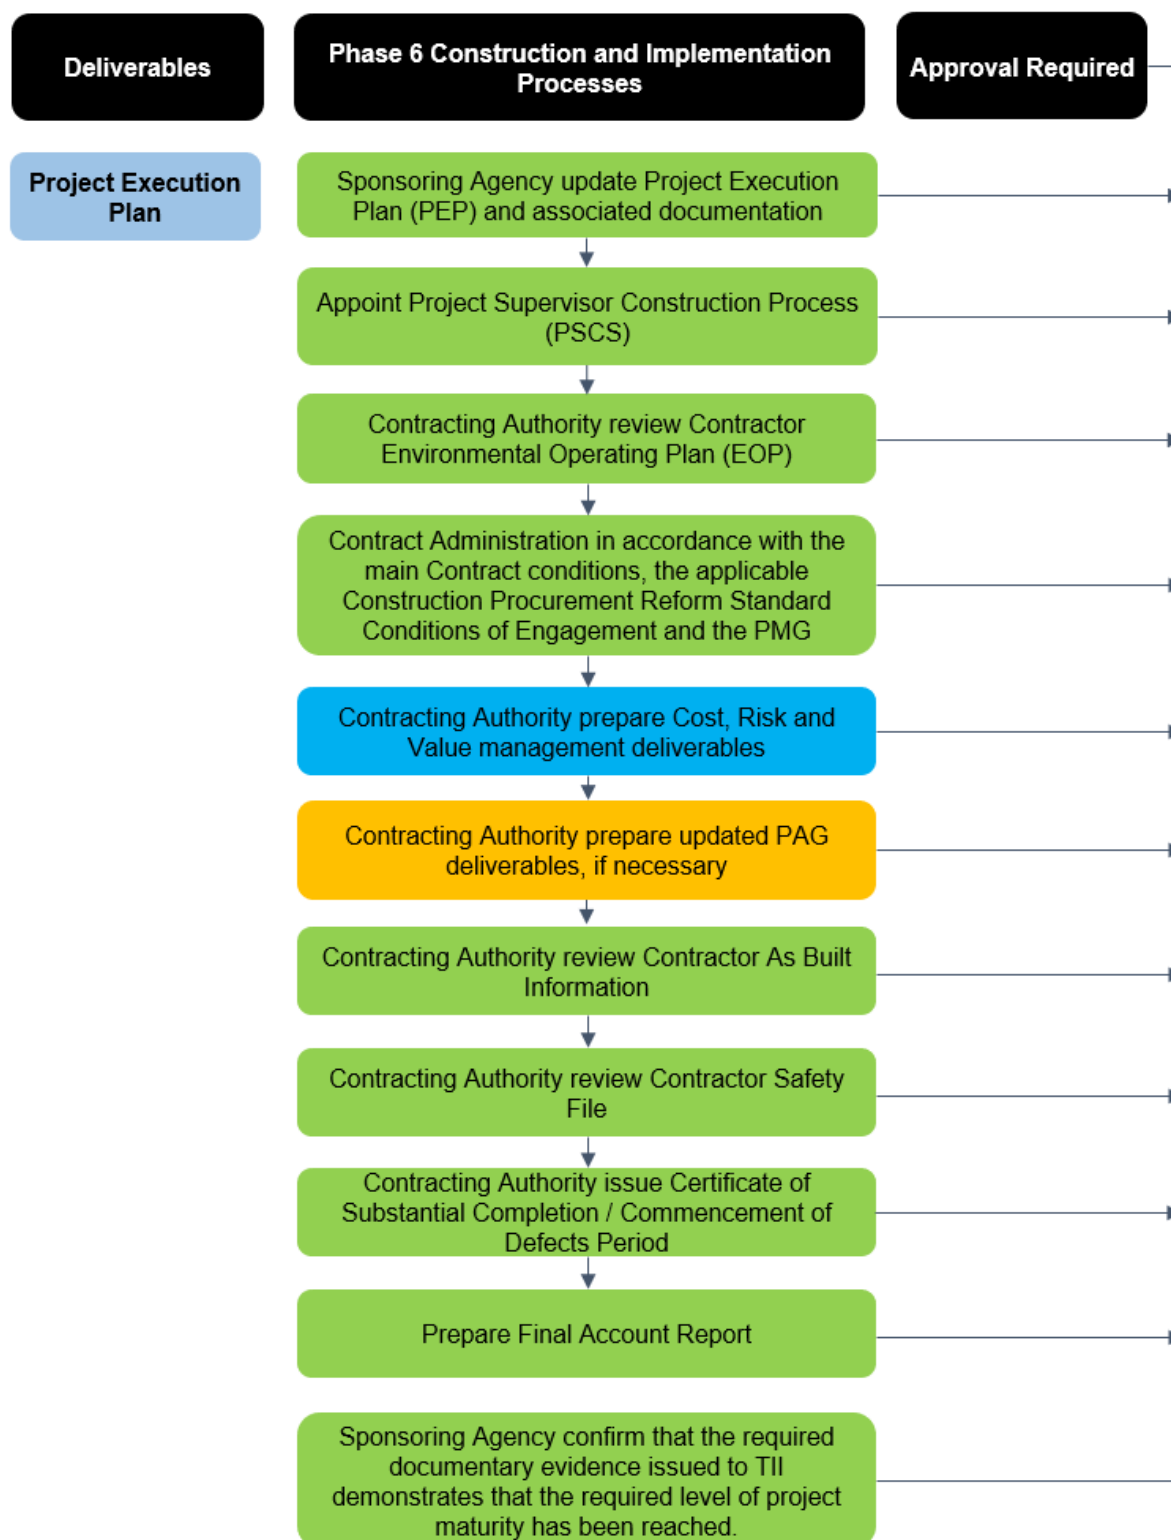 Deliverables
Phase 6 Construction and Implementation
Processes
Approval Required
Project Execution
Plan
Sponsoring Agency update Project Execution
Plan (PEP) and associated documentation
Appoint Project Supervisor Construction Process
(PSCS)
Contracting Authority review Contractor
Environmental Operating Plan (EOP)
Contract Administration in accordance with the
main Contract conditions, the applicable
Construction Procurement Reform Standard
Conditions of Engagement and the PMG
Contracting Authority prepare Cost, Risk and
Value management deliverables
Contracting Authority prepare updated PAG
deliverables, if necessary
Contracting Authority review Contractor As Built
Information
Contracting Authority review Contractor Safety
File
Contracting Authority issue Certificate of
Substantial Completion / Commencement of
Defects Period
Prepare Final Account Report
Sponsoring Agency confirm that the required
documentary evidence issued to TII
demonstrates that the required level of project
maturity has been reached.